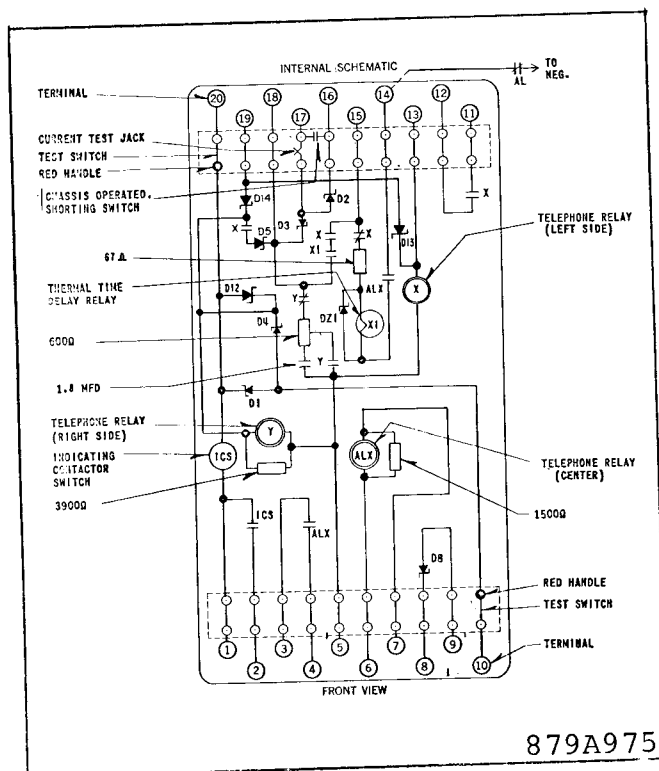 INTERNAL SCHEMATIC
TO
NEG.
AL
TERMINAL
20 19 18 17 16 15 14 13 12 11
CURRENT TEST JACK
TEST SWITCH
RED HANDLE
CHASSIS OPERATED.
SHORTING SWITCH
D14
D2
X
X
D5
D3
X
X
D13
X1
TELEPHONE RELAY
(LEFT SIDE)
67Ω
THERMAL TIME
DELAY RELAY
D12
Y
ALX
X
DZ1
X1
D4
600Ω
Y
1.8 MFD
D1
TELEPHONE RELAY
(RIGHT SIDE)
Y
INDICATING
CONTACTOR
SWITCH
ICS
ALX
TELEPHONE RELAY
(CENTER)
3900Ω
1500Ω
ICS
ALX
D8
RED HANDLE
TEST SWITCH
1 2 3 4 5 6 7 8 9 10
TERMINAL
FRONT VIEW
879A975